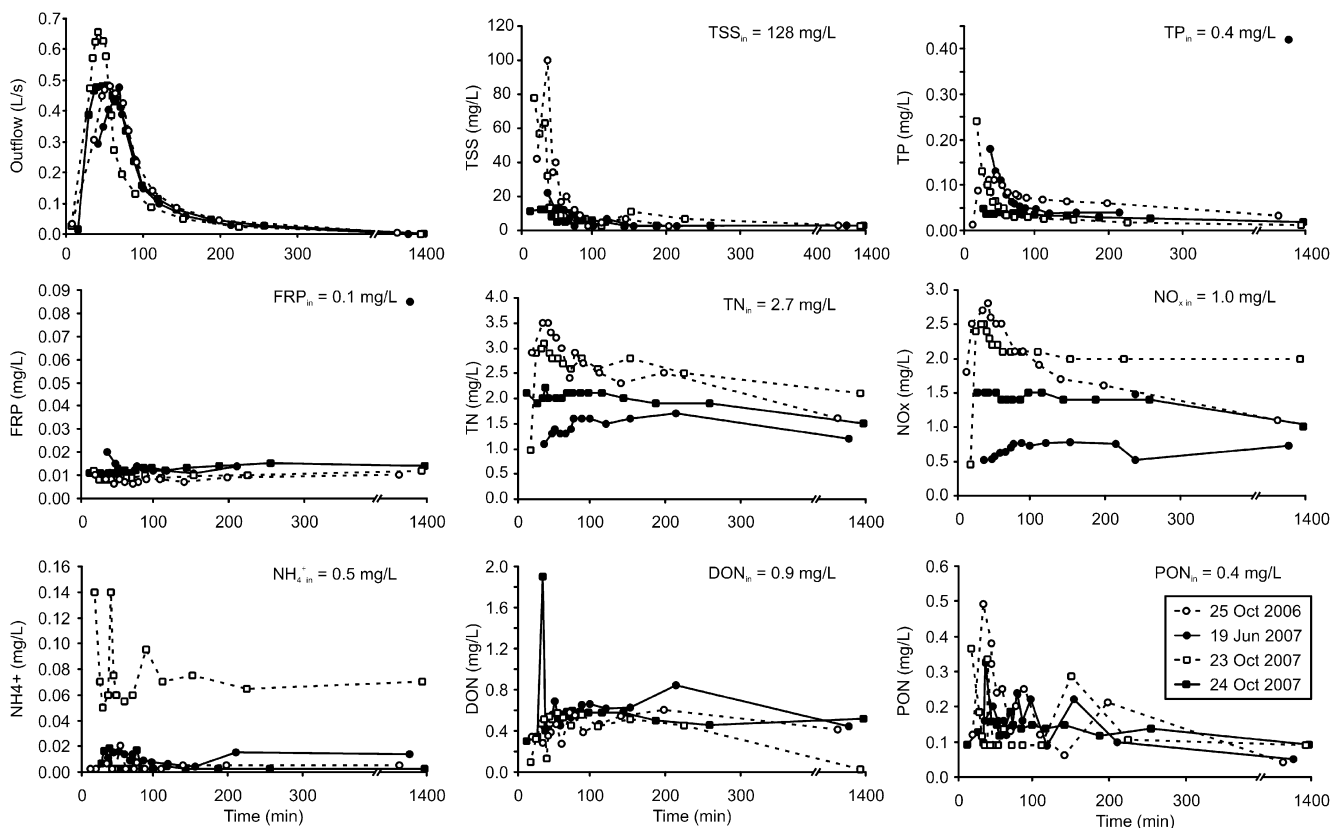 0.7
0.6
0.5
0.4
0.3
0.2
0.1
0.0
Outflow (L/s)
0 100 200 300 1400
TSSin = 128 mg/L
120
100
80
60
40
20
0
TSS (mg/L)
0 100 200 300 400 1400
TPin = 0.4 mg/L
0.40
0.30
0.20
0.10
0.00
TP (mg/L)
0 100 200 300 1400
FRPin = 0.1 mg/L
0.09
0.08
0.07
0.06
0.05
0.04
0.03
0.02
0.01
0.00
FRP (mg/L)
0 100 200 300 1400
TNin = 2.7 mg/L
4.0
3.5
3.0
2.5
2.0
1.5
1.0
0.5
0.0
TN (mg/L)
0 100 200 300 1400
NOx in = 1.0 mg/L
3.0
2.5
2.0
1.5
1.0
0.5
0.0
NOx (mg/L)
0 100 200 300 1400
NH4+in = 0.5 mg/L
0.16
0.14
0.12
0.10
0.08
0.06
0.04
0.02
0.00
NH4+ (mg/L)
0 100 200 300 1400
Time (min)
DONin = 0.9 mg/L
2.0
1.6
1.2
0.8
0.4
0.0
DON (mg/L)
0 100 200 300 1400
Time (min)
PONin = 0.4 mg/L
0.6
0.5
0.4
0.3
0.2
0.1
0.0
PON (mg/L)
25 Oct 2006
19 Jun 2007
23 Oct 2007
24 Oct 2007
0 100 200 300 1400
Time (min)